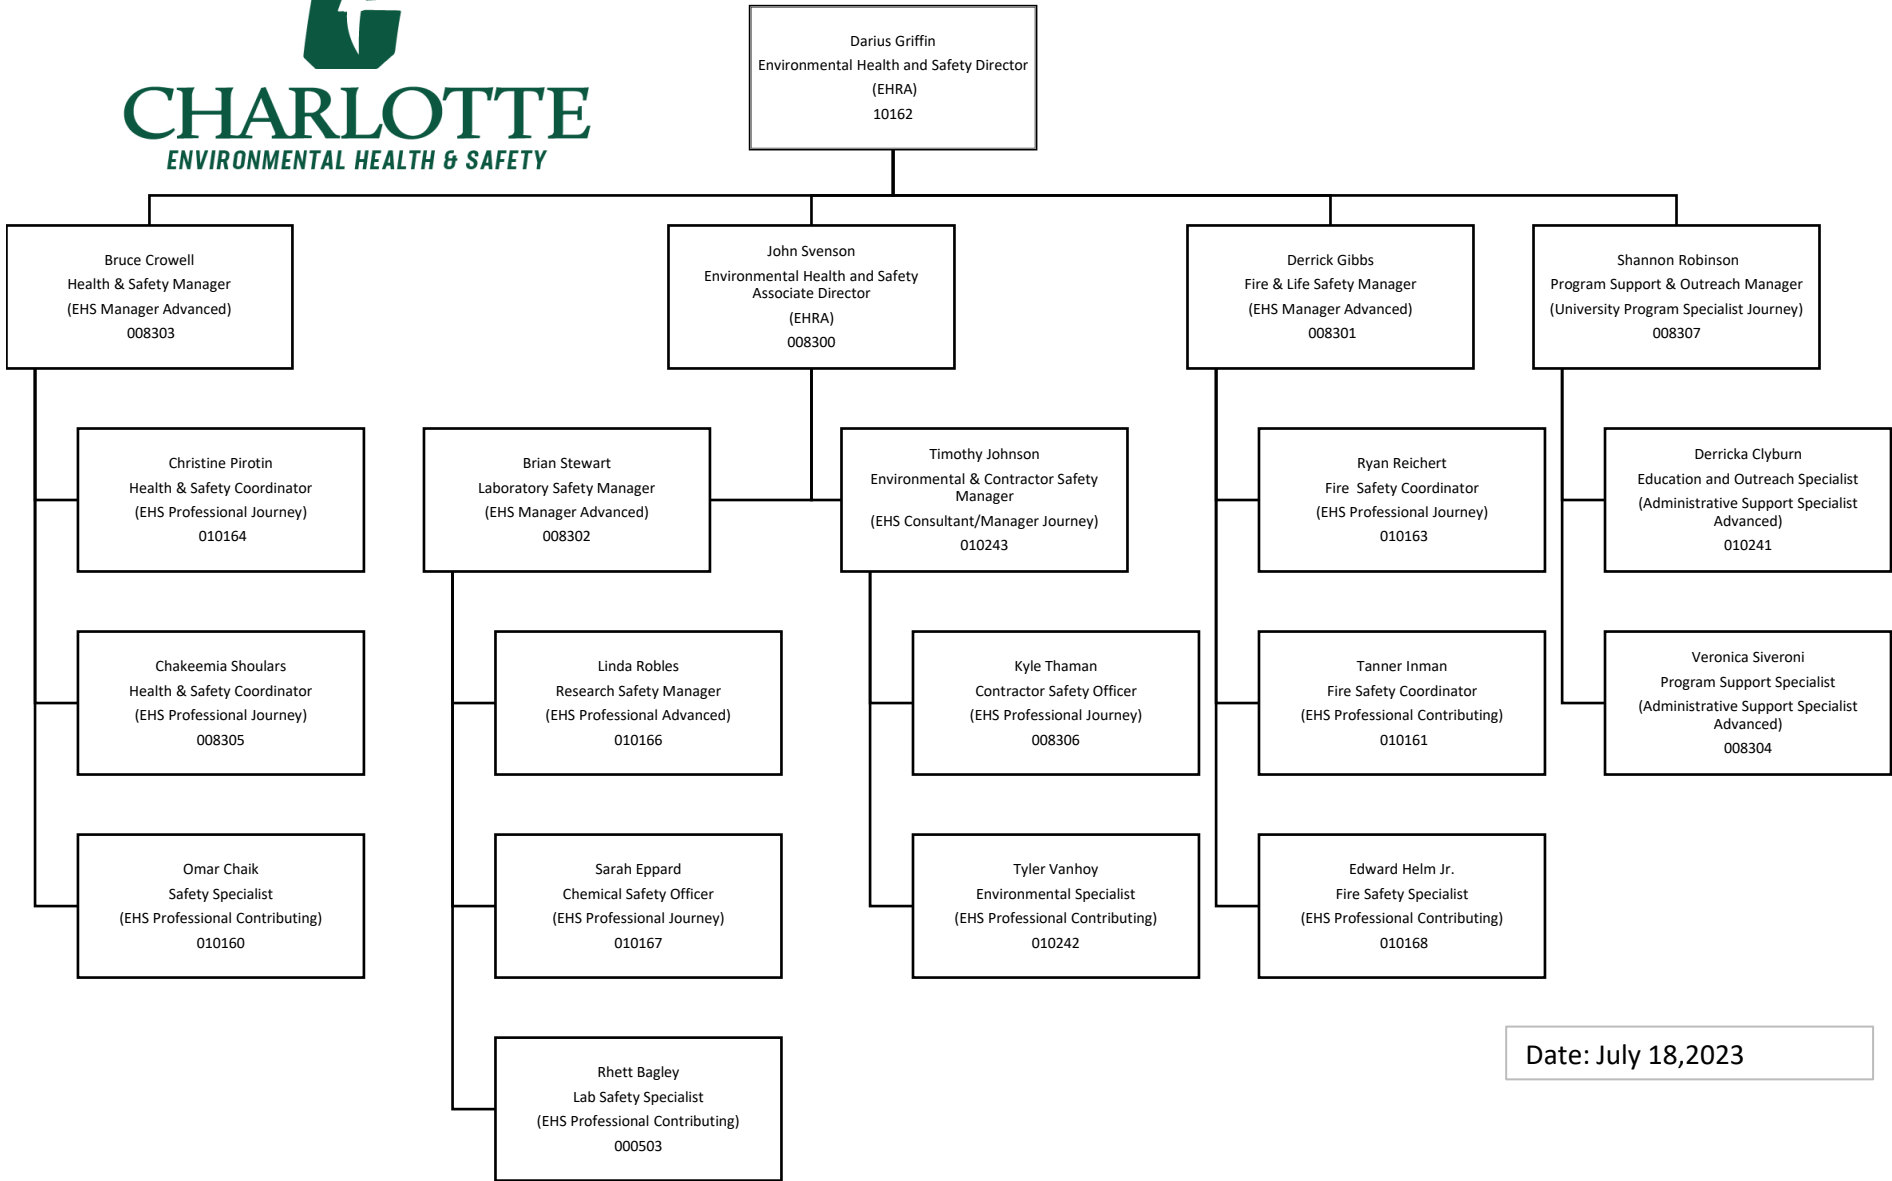 CHARLOTTE
ENVIRONMENTAL HEALTH & SAFETY
Darius Griffin
Environmental Health and Safety Director
(EHRA)
10162
Bruce Crowell
Health & Safety Manager
(EHS Manager Advanced)
008303
John Svenson
Environmental Health and Safety
Associate Director
(EHRA)
008300
Derrick Gibbs
Fire & Life Safety Manager
(EHS Manager Advanced)
008301
Shannon Robinson
Program Support & Outreach Manager
(University Program Specialist Journey)
008307
Christine Pirotin
Health & Safety Coordinator
(EHS Professional Journey)
010164
Brian Stewart
Laboratory Safety Manager
(EHS Manager Advanced)
008302
Timothy Johnson
Environmental & Contractor Safety
Manager
(EHS Consultant/Manager Journey)
010243
Ryan Reichert
Fire  Safety Coordinator
(EHS Professional Journey)
010163
Derricka Clyburn
Education and Outreach Specialist
(Administrative Support Specialist
Advanced)
010241
Chakeemia Shoulars
Health & Safety Coordinator
(EHS Professional Journey)
008305
Linda Robles
Research Safety Manager
(EHS Professional Advanced)
010166
Kyle Thaman
Contractor Safety Officer
(EHS Professional Journey)
008306
Tanner Inman
Fire Safety Coordinator
(EHS Professional Contributing)
010161
Veronica Siveroni
Program Support Specialist
(Administrative Support Specialist
Advanced)
008304
Omar Chaik
Safety Specialist
(EHS Professional Contributing)
010160
Sarah Eppard
Chemical Safety Officer
(EHS Professional Journey)
010167
Tyler Vanhoy
Environmental Specialist
(EHS Professional Contributing)
010242
Edward Helm Jr.
Fire Safety Specialist
(EHS Professional Contributing)
010168
Rhett Bagley
Lab Safety Specialist
(EHS Professional Contributing)
000503
Date: July 18,2023